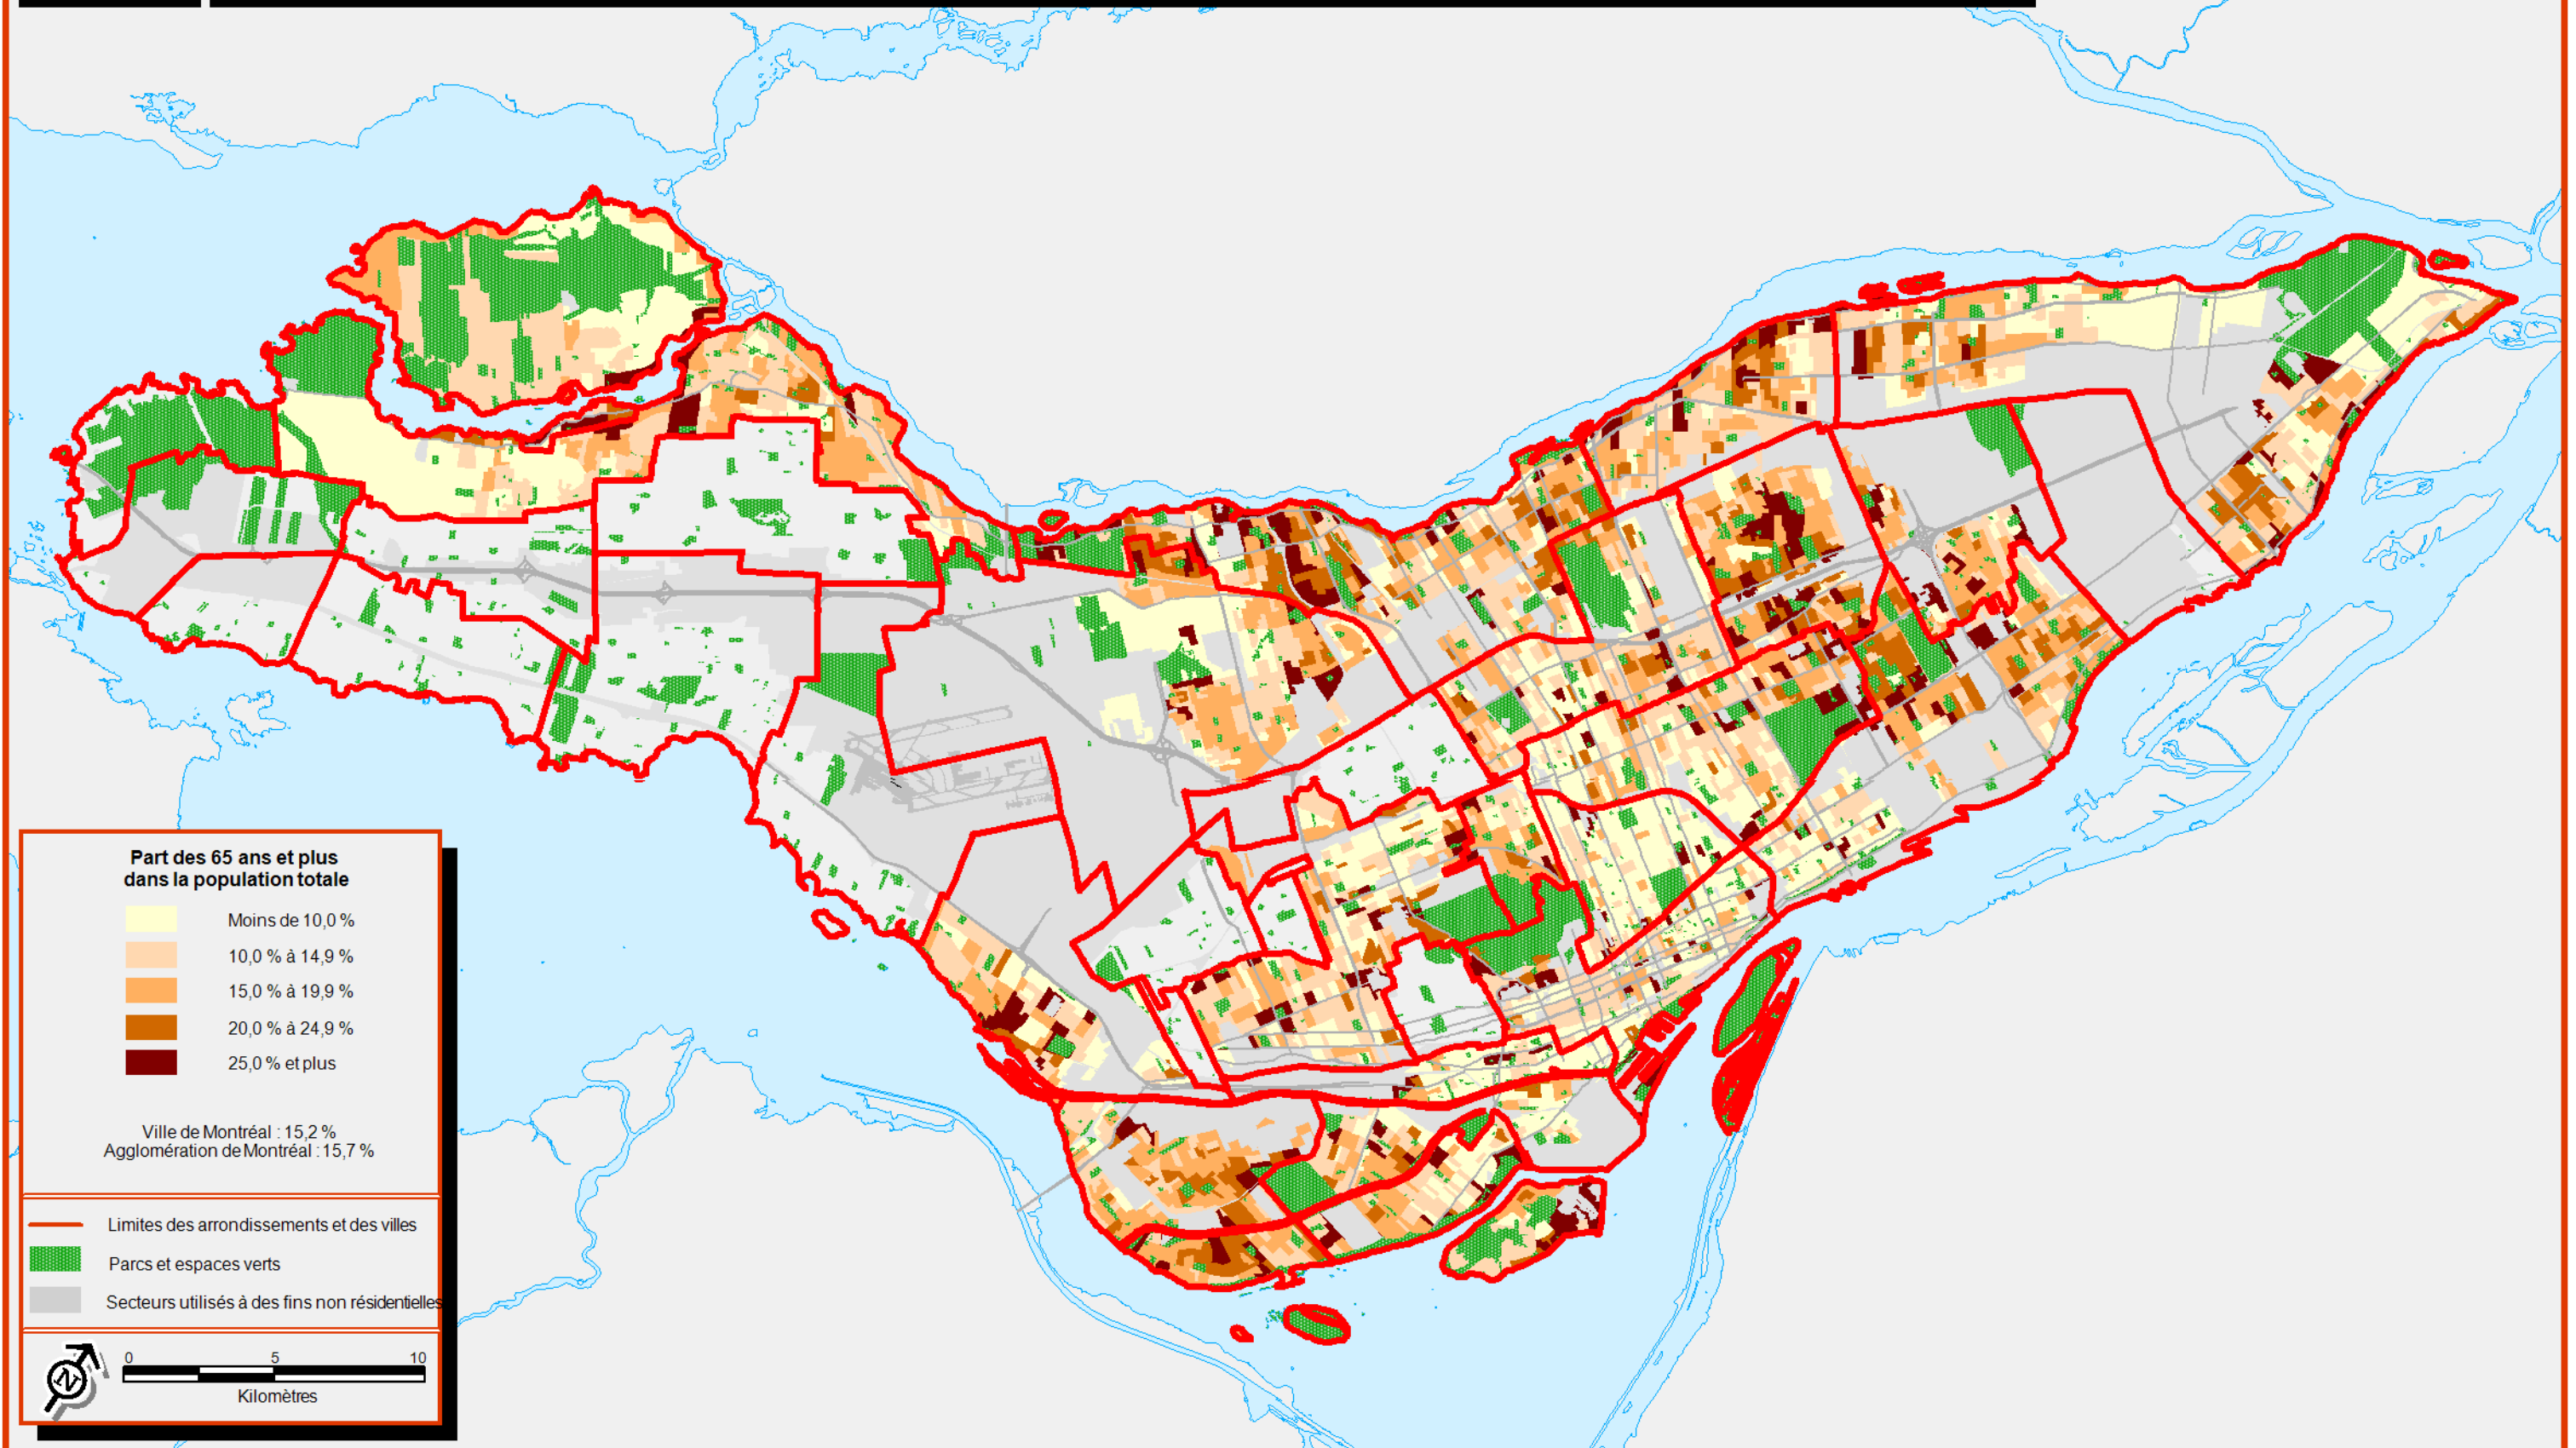 Part des 65 ans et plus
dans la population totale
Moins de 10,0 %
10,0 % à 14,9 %
15,0 % à 19,9 %
20,0 % à 24,9 %
25,0 % et plus
Ville de Montréal : 15,2 %
Agglomération de Montréal : 15,7 %
Limites des arrondissements et des villes
Parcs et espaces verts
Secteurs utilisés à des fins non résidentielles
N
0 5 10
Kilomètres